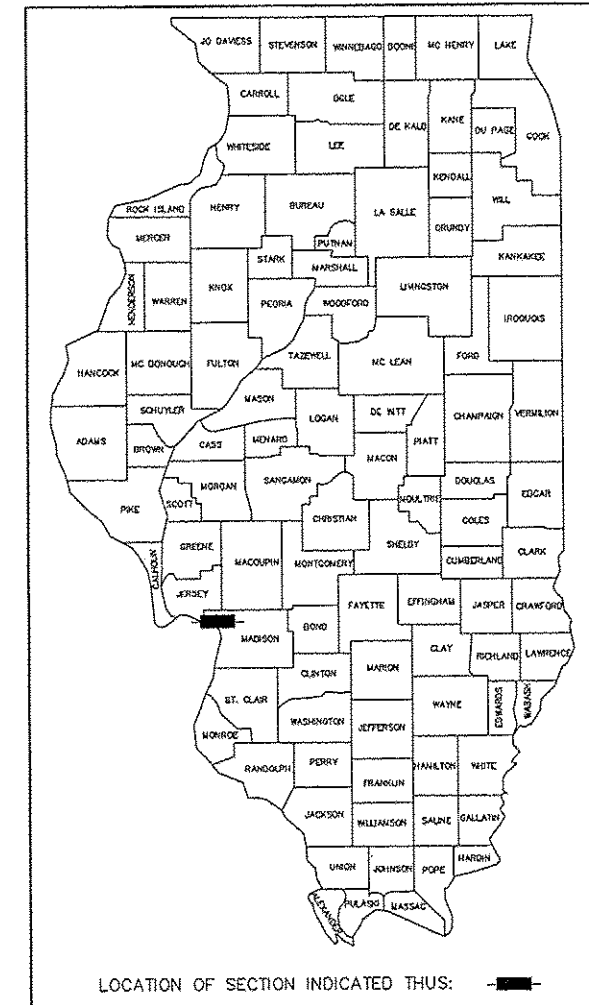 JO DAVIESS STEVENSON WINNEBAGO BOONE MC HENRY LAKE
CARROLL OGLE DE KALB KANE DU PAGE COOK
WHITESIDE LEE KENDALL WILL
ROCK ISLAND HENRY BUREAU LA SALLE GRUNDY
MERCER PUTNAM KANKAKEE
STARK MARSHALL
HENDERSON WARREN KNOX PEORIA WOODFORD LIVINGSTON IROQUOIS
HANCOCK MC DONOUGH FULTON TAZEWELL MC LEAN FORD
MASON
SCHUYLER LOGAN DE WITT CHAMPAIGN VERMILION
ADAMS BROWN CASS MENARD MACON PIATT
PIKE SCOTT MORGAN SANGAMON MOULTRIE DOUGLAS EDGAR
CHRISTIAN COLES
GREENE MACOUPIN MONTGOMERY SHELBY CUMBERLAND CLARK
CALHOUN JERSEY FAYETTE EFFINGHAM JASPER CRAWFORD
MADISON BOND CLAY RICHLAND LAWRENCE
CLINTON MARION
ST. CLAIR WASHINGTON JEFFERSON WAYNE EDWARDS WABASH
MONROE
RANDOLPH PERRY FRANKLIN HAMILTON WHITE
JACKSON WILLIAMSON SALINE GALLATIN
UNION JOHNSON POPE HARDIN
ALEXANDER PULASKI MASSAC
LOCATION OF SECTION INDICATED THUS: